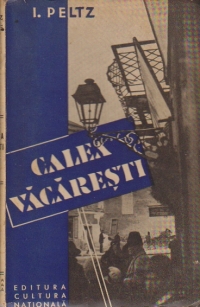 I. PELTZ
CALEA
VĂCĂREȘTI
EDITURA
CULTURA
NAȚIONALĂ